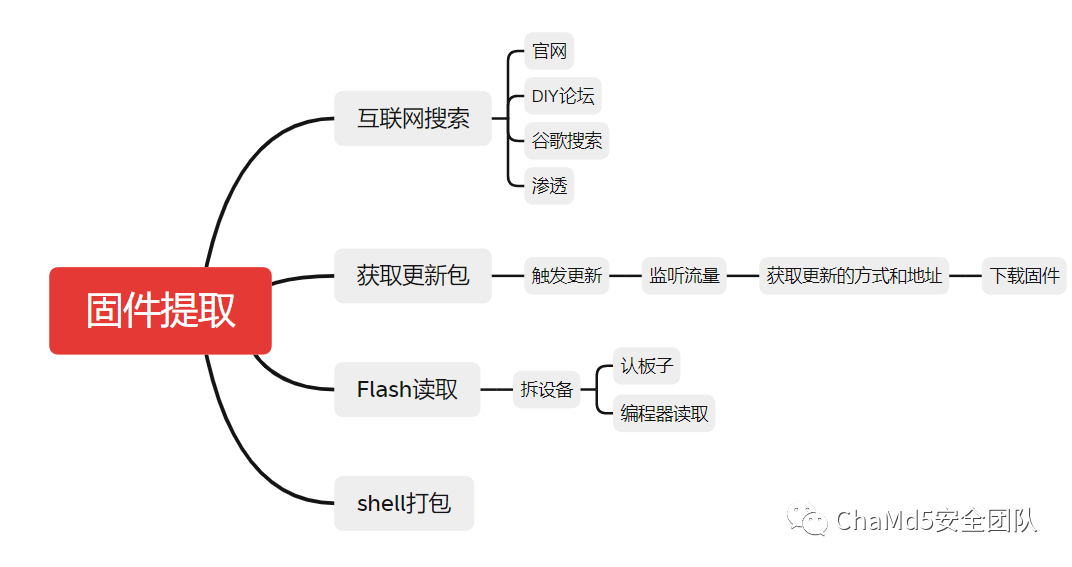 固件提取
互联网搜索
官网
DIY论坛
谷歌搜索
渗透
获取更新包
触发更新
监听流量
获取更新的方式和地址
下载固件
Flash读取
拆设备
认板子
编程器读取
shell打包
ChaMd5安全团队